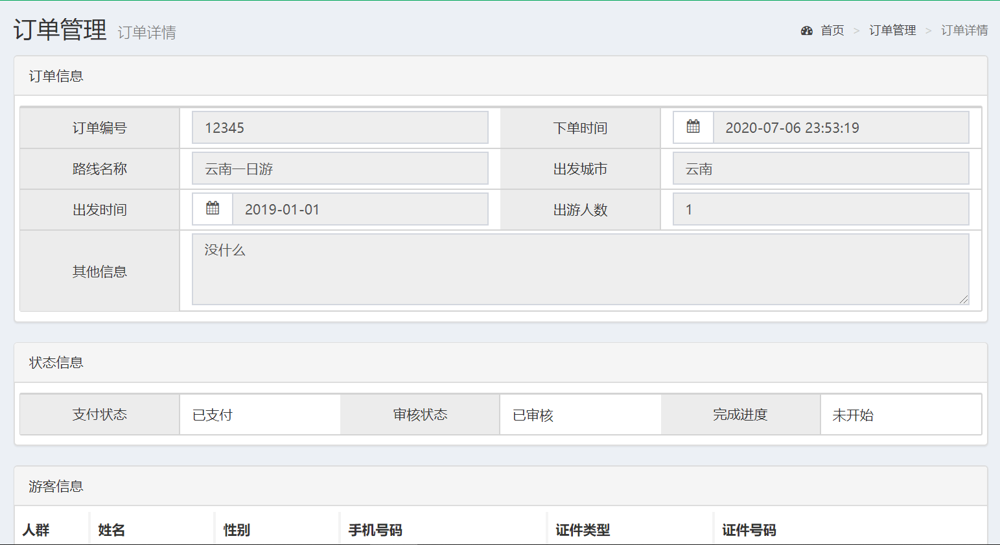 订单管理 订单详情
首页 > 订单管理 > 订单详情
订单信息
订单编号 12345 下单时间 2020-07-06 23:53:19
路线名称 云南一日游 出发城市 云南
出发时间 2019-01-01 出游人数 1
其他信息 没什么
状态信息
支付状态 已支付 审核状态 已审核 完成进度 未开始
游客信息
人群 姓名 性别 手机号码 证件类型 证件号码